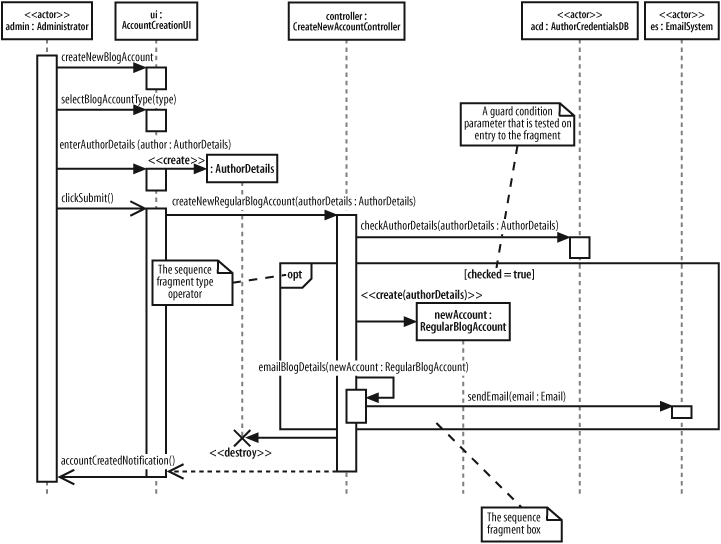 <<actor>>
admin : Administrator
ui :
AccountCreationUI
controller :
CreateNewAccountController
<<actor>>
acd : AuthorCredentialsDB
<<actor>>
es : EmailSystem
createNewBlogAccount
selectBlogAccountType(type)
A guard condition
parameter that is tested on
entry to the fragment
enterAuthorDetails (author : AuthorDetails)
<<create>>
: AuthorDetails
clickSubmit()
createNewRegularBlogAccount(authorDetails : AuthorDetails)
checkAuthorDetails(authorDetails : AuthorDetails)
The sequence
fragment type
operator
opt
[checked = true]
<<create(authorDetails)>>
newAccount :
RegularBlogAccount
emailBlogDetails(newAccount : RegularBlogAccount)
sendEmail(email : Email)
<<destroy>>
accountCreatedNotification()
The sequence
fragment box